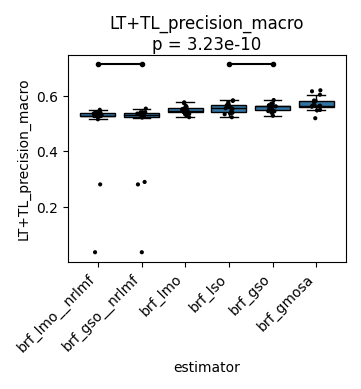 LT+TL_precision_macro
p = 3.23e-10
LT+TL_precision_macro
0.6
0.4
0.2
brf_lmo__nrlmf
brf_gso__nrlmf
brf_lmo
brf_lso
brf_gso
brf_gmosa
estimator